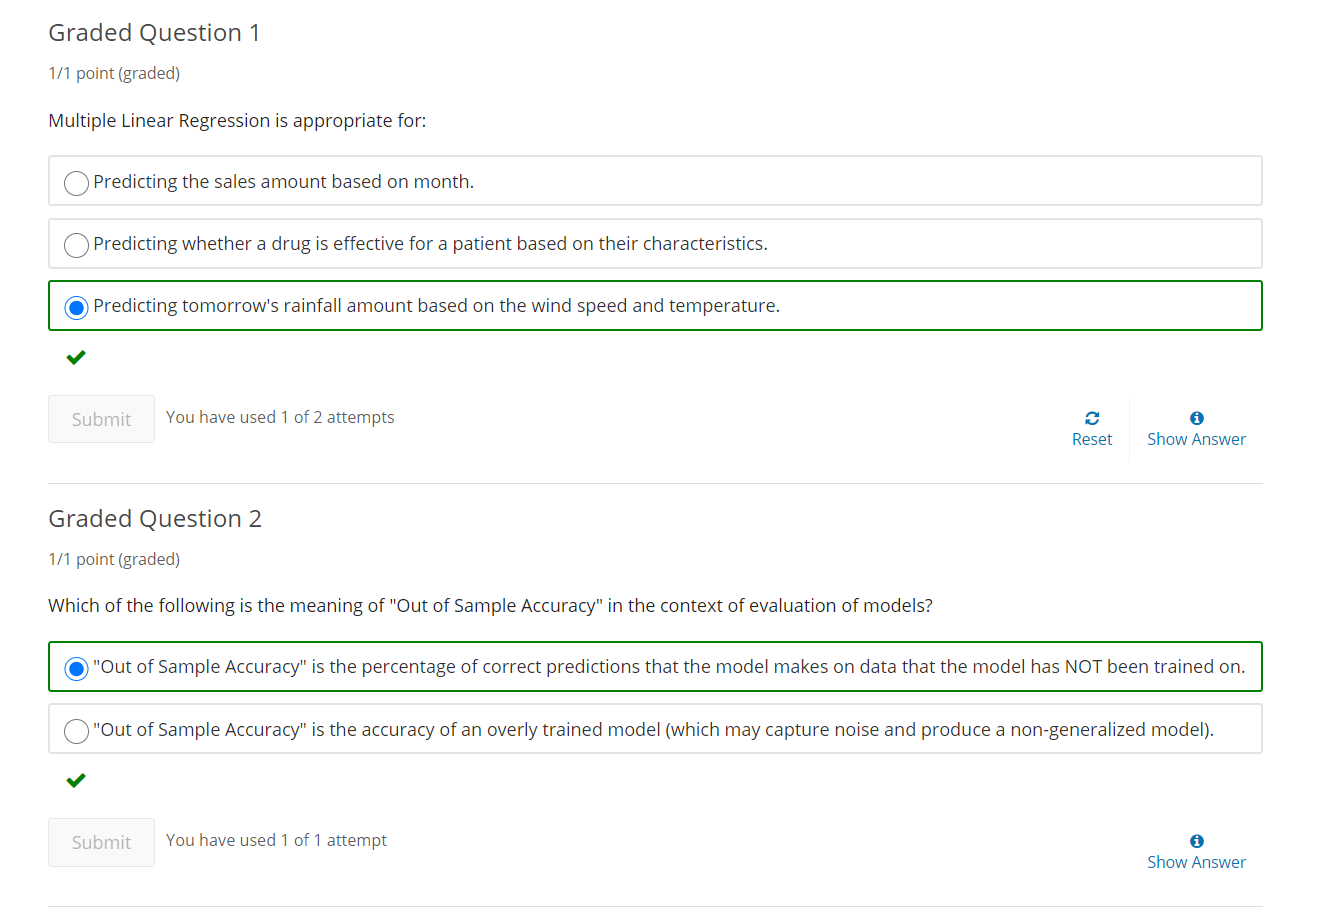 Graded Question 1
1/1 point (graded)
Multiple Linear Regression is appropriate for:
Predicting the sales amount based on month.
Predicting whether a drug is effective for a patient based on their characteristics.
Predicting tomorrow's rainfall amount based on the wind speed and temperature.
Submit
You have used 1 of 2 attempts
Reset
Show Answer
Graded Question 2
1/1 point (graded)
Which of the following is the meaning of "Out of Sample Accuracy" in the context of evaluation of models?
"Out of Sample Accuracy" is the percentage of correct predictions that the model makes on data that the model has NOT been trained on.
"Out of Sample Accuracy" is the accuracy of an overly trained model (which may capture noise and produce a non-generalized model).
Submit
You have used 1 of 1 attempt
Show Answer